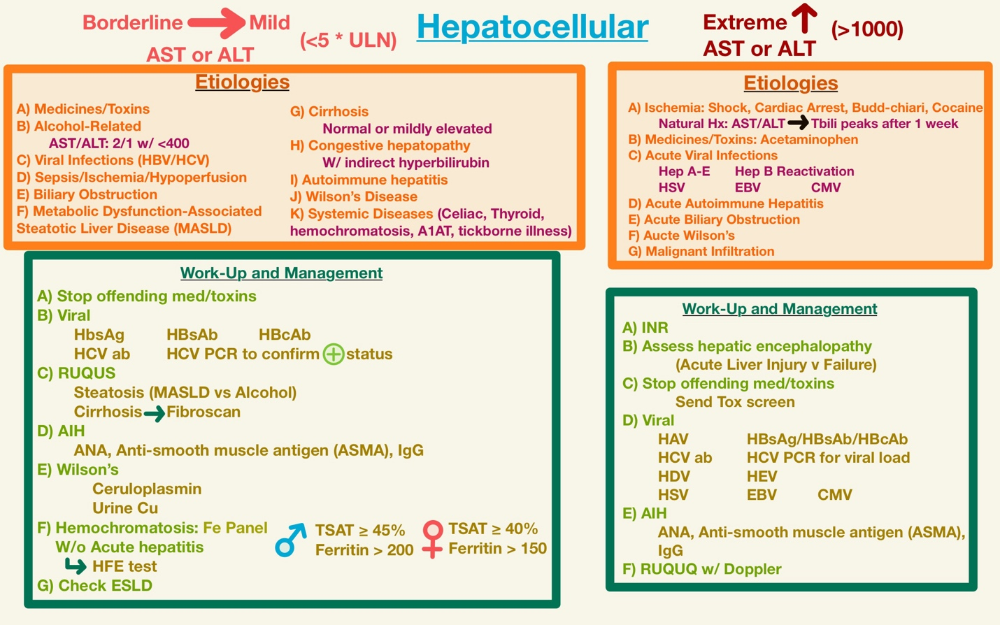 Borderline → Mild
AST or ALT
(<5 * ULN)
Hepatocellular
Extreme ↑
AST or ALT
(>1000)
Etiologies
A) Medicines/Toxins
B) Alcohol-Related
AST/ALT: 2/1 w/ <400
C) Viral Infections (HBV/HCV)
D) Sepsis/Ischemia/Hypoperfusion
E) Biliary Obstruction
F) Metabolic Dysfunction-Associated
Steatotic Liver Disease (MASLD)
G) Cirrhosis
Normal or mildly elevated
H) Congestive hepatopathy
W/ indirect hyperbilirubin
I) Autoimmune hepatitis
J) Wilson's Disease
K) Systemic Diseases (Celiac, Thyroid,
hemochromatosis, A1AT, tickborne illness)
Work-Up and Management
A) Stop offending med/toxins
B) Viral
HbsAg HBsAb HBcAb
HCV ab HCV PCR to confirm + status
C) RUQUS
Steatosis (MASLD vs Alcohol)
Cirrhosis → Fibroscan
D) AIH
ANA, Anti-smooth muscle antigen (ASMA), IgG
E) Wilson's
Ceruloplasmin
Urine Cu
F) Hemochromatosis: Fe Panel
W/o Acute hepatitis
↳ HFE test
♂ TSAT ≥ 45%
Ferritin > 200
♀ TSAT ≥ 40%
Ferritin > 150
G) Check ESLD
Etiologies
A) Ischemia: Shock, Cardiac Arrest, Budd-chiari, Cocaine
Natural Hx: AST/ALT → Tbili peaks after 1 week
B) Medicines/Toxins: Acetaminophen
C) Acute Viral Infections
Hep A-E Hep B Reactivation
HSV EBV CMV
D) Acute Autoimmune Hepatitis
E) Acute Biliary Obstruction
F) Aucte Wilson's
G) Malignant Infiltration
Work-Up and Management
A) INR
B) Assess hepatic encephalopathy
(Acute Liver Injury v Failure)
C) Stop offending med/toxins
Send Tox screen
D) Viral
HAV HBsAg/HBsAb/HBcAb
HCV ab HCV PCR for viral load
HDV HEV
HSV EBV CMV
E) AIH
ANA, Anti-smooth muscle antigen (ASMA),
IgG
F) RUQUQ w/ Doppler